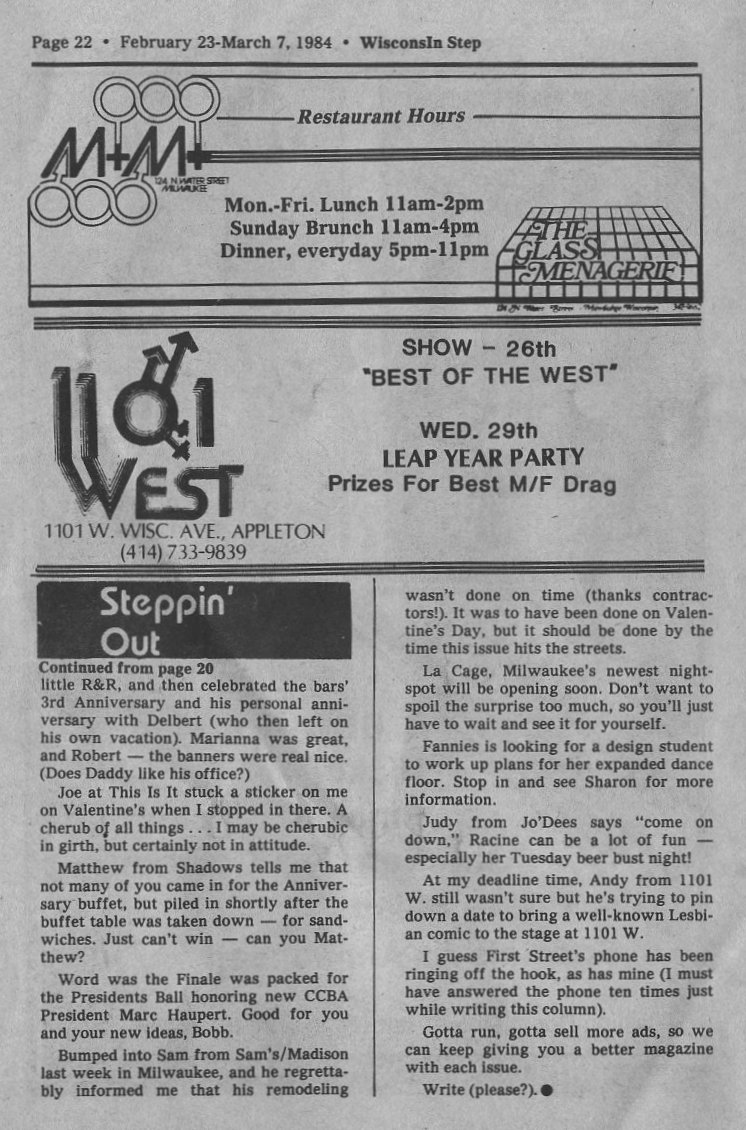 Page 22 • February 23-March 7, 1984 • WisconsIn Step
Restaurant Hours
M+M+
124 N. WATER STREET
MILWAUKEE
Mon.-Fri. Lunch 11am-2pm
Sunday Brunch 11am-4pm
Dinner, everyday 5pm-11pm
THE
GLASS
MENAGERIE
1101
WEST
1101 W. WISC. AVE., APPLETON
(414) 733-9839
SHOW – 26th
"BEST OF THE WEST"
WED. 29th
LEAP YEAR PARTY
Prizes For Best M/F Drag
Steppin'
Out
Continued from page 20
little R&R, and then celebrated the bars'
3rd Anniversary and his personal anni-
versary with Delbert (who then left on
his own vacation). Marianna was great,
and Robert — the banners were real nice.
(Does Daddy like his office?)
Joe at This Is It stuck a sticker on me
on Valentine's when I stopped in there. A
cherub of all things . . . I may be cherubic
in girth, but certainly not in attitude.
Matthew from Shadows tells me that
not many of you came in for the Anniver-
sary buffet, but piled in shortly after the
buffet table was taken down — for sand-
wiches. Just can't win — can you Mat-
thew?
Word was the Finale was packed for
the Presidents Ball honoring new CCBA
President Marc Haupert. Good for you
and your new ideas, Bobb.
Bumped into Sam from Sam's/Madison
last week in Milwaukee, and he regretta-
bly informed me that his remodeling
wasn't done on time (thanks contrac-
tors!). It was to have been done on Valen-
tine's Day, but it should be done by the
time this issue hits the streets.
La Cage, Milwaukee's newest night-
spot will be opening soon. Don't want to
spoil the surprise too much, so you'll just
have to wait and see it for yourself.
Fannies is looking for a design student
to work up plans for her expanded dance
floor. Stop in and see Sharon for more
information.
Judy from Jo'Dees says "come on
down," Racine can be a lot of fun —
especially her Tuesday beer bust night!
At my deadline time, Andy from 1101
W. still wasn't sure but he's trying to pin
down a date to bring a well-known Lesbi-
an comic to the stage at 1101 W.
I guess First Street's phone has been
ringing off the hook, as has mine (I must
have answered the phone ten times just
while writing this column).
Gotta run, gotta sell more ads, so we
can keep giving you a better magazine
with each issue.
Write (please?). ●